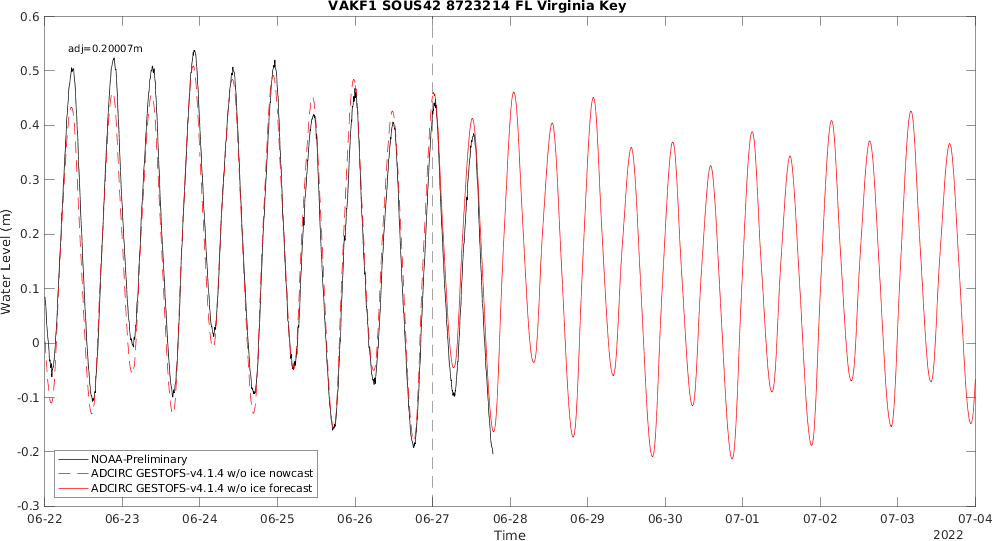 VAKF1 SOUS42 8723214 FL Virginia Key
adj=0.20007m
Water Level (m)
0.6
0.5
0.4
0.3
0.2
0.1
0
-0.1
-0.2
-0.3
NOAA-Preliminary
ADCIRC GESTOFS-v4.1.4 w/o ice nowcast
ADCIRC GESTOFS-v4.1.4 w/o ice forecast
06-22 06-23 06-24 06-25 06-26 06-27 06-28 06-29 06-30 07-01 07-02 07-03 07-04
Time
2022